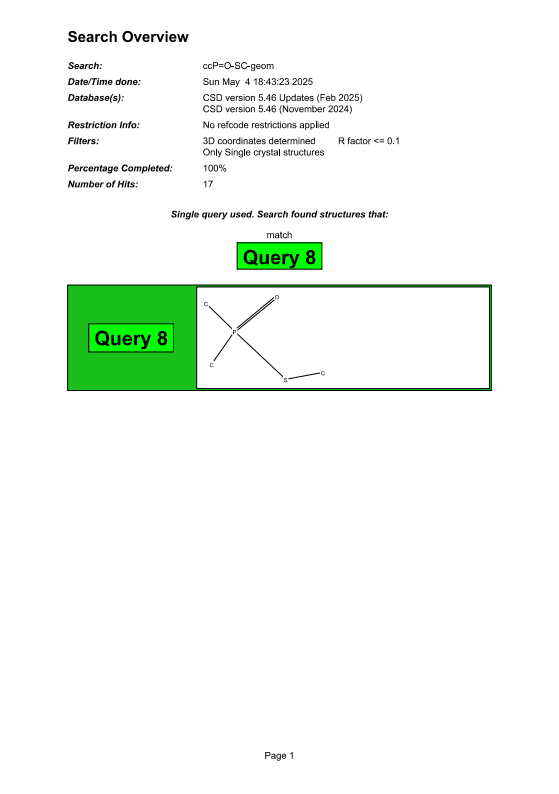 Search Overview
Search: ccP=O-SC-geom
Date/Time done: Sun May  4 18:43:23 2025
Database(s): CSD version 5.46 Updates (Feb 2025)
CSD version 5.46 (November 2024)
Restriction Info: No refcode restrictions applied
Filters: 3D coordinates determined R factor <= 0.1
Only Single crystal structures
Percentage Completed: 100%
Number of Hits: 17
Single query used. Search found structures that:
match
Query 8
Query 8
O
C
P
C
C
S
Page 1